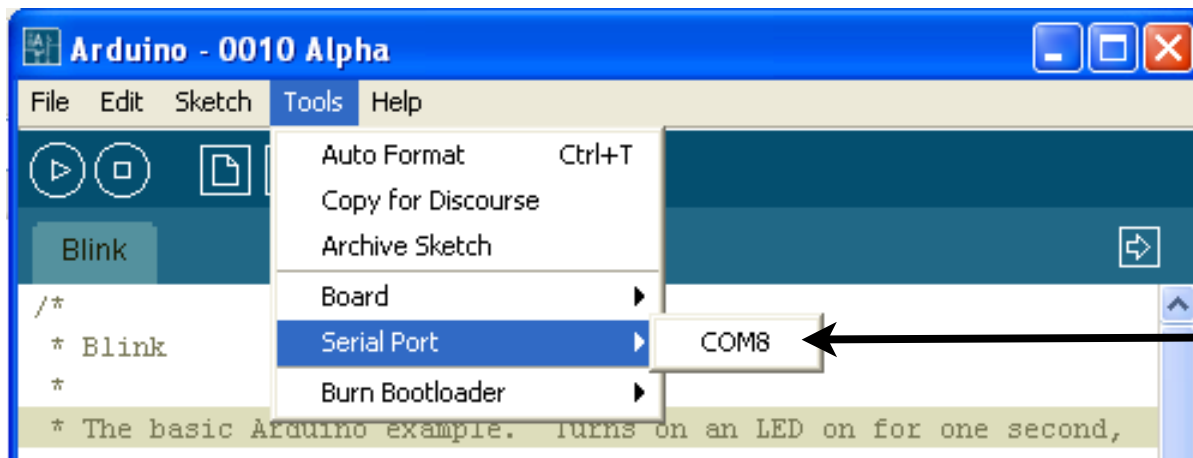 Arduino - 0010 Alpha
File Edit Sketch Tools Help
Auto Format Ctrl+T
Copy for Discourse
Archive Sketch
Blink
Board
/*
Serial Port COM8
* Blink
*
Burn Bootloader
* The basic Arduino example. Turns on an LED on for one second,